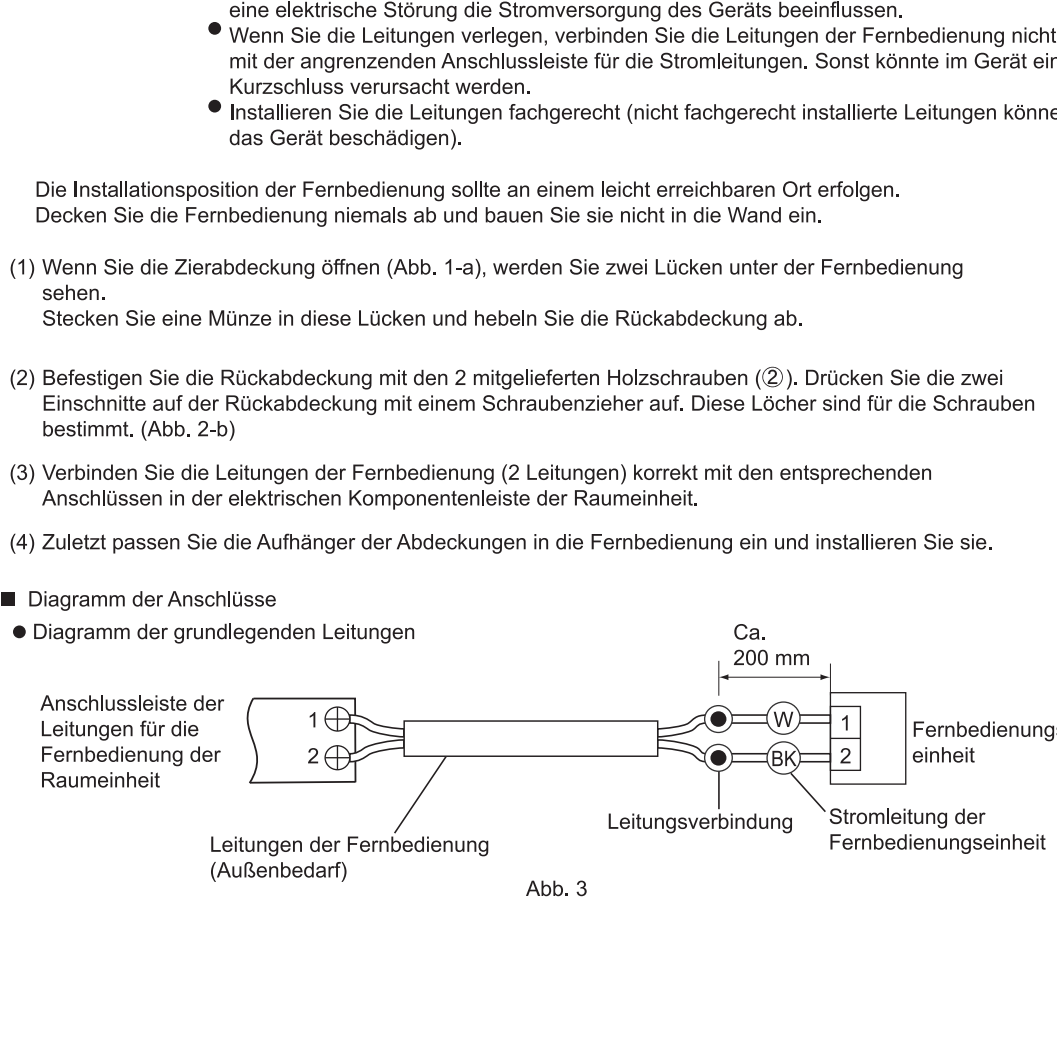 eine elektrische Störung die Stromversorgung des Geräts beeinflussen.
● Wenn Sie die Leitungen verlegen, verbinden Sie die Leitungen der Fernbedienung nicht
mit der angrenzenden Anschlussleiste für die Stromleitungen. Sonst könnte im Gerät ein
Kurzschluss verursacht werden.
● Installieren Sie die Leitungen fachgerecht (nicht fachgerecht installierte Leitungen könne
das Gerät beschädigen).
Die Installationsposition der Fernbedienung sollte an einem leicht erreichbaren Ort erfolgen.
Decken Sie die Fernbedienung niemals ab und bauen Sie sie nicht in die Wand ein.
(1) Wenn Sie die Zierabdeckung öffnen (Abb. 1-a), werden Sie zwei Lücken unter der Fernbedienung
sehen.
Stecken Sie eine Münze in diese Lücken und hebeln Sie die Rückabdeckung ab.
(2) Befestigen Sie die Rückabdeckung mit den 2 mitgelieferten Holzschrauben (②). Drücken Sie die zwei
Einschnitte auf der Rückabdeckung mit einem Schraubenzieher auf. Diese Löcher sind für die Schrauben
bestimmt. (Abb. 2-b)
(3) Verbinden Sie die Leitungen der Fernbedienung (2 Leitungen) korrekt mit den entsprechenden
Anschlüssen in der elektrischen Komponentenleiste der Raumeinheit.
(4) Zuletzt passen Sie die Aufhänger der Abdeckungen in die Fernbedienung ein und installieren Sie sie.
■ Diagramm der Anschlüsse
● Diagramm der grundlegenden Leitungen
Ca.
200 mm
Anschlussleiste der
Leitungen für die
Fernbedienung der
Raumeinheit
1
2
W
BK
1
2
Fernbedienungs
einheit
Leitungsverbindung
Stromleitung der
Fernbedienungseinheit
Leitungen der Fernbedienung
(Außenbedarf)
Abb. 3